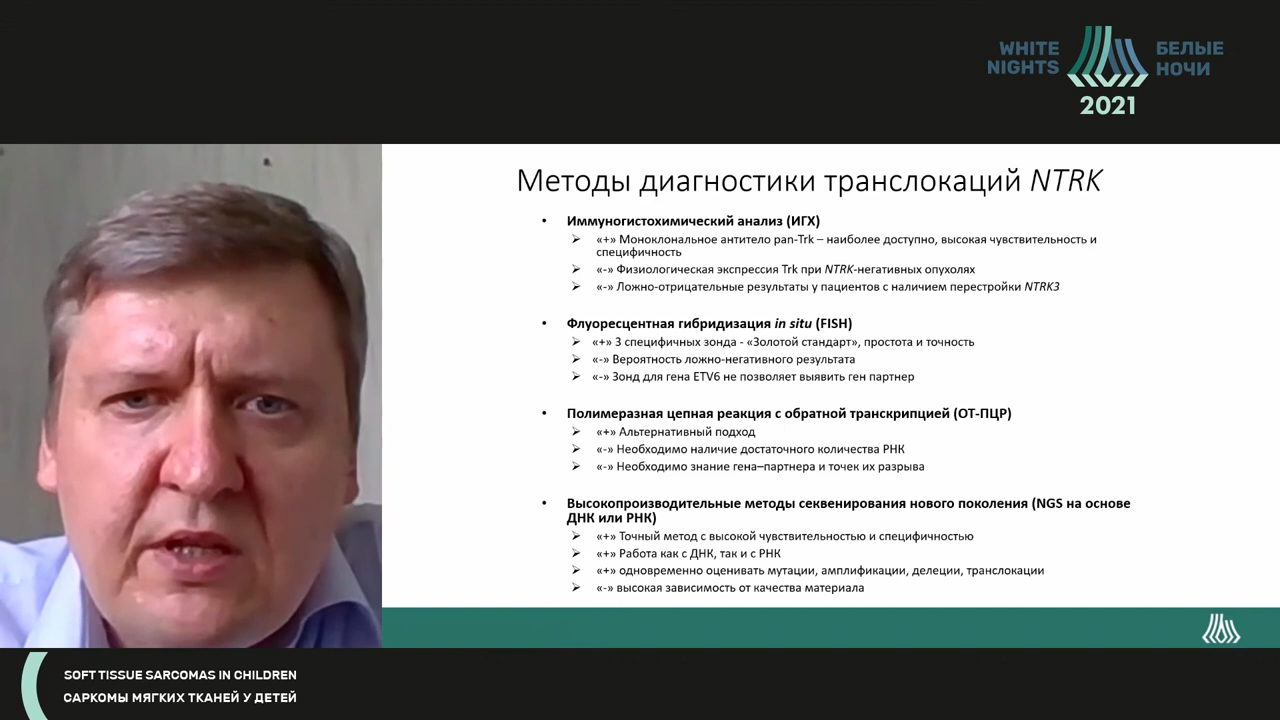 WHITE
NIGHTS
БЕЛЫЕ
НОЧИ
2021
Методы диагностики транслокаций NTRK
• Иммуногистохимический анализ (ИГХ)
➢ «+» Моноклональное антитело pan-Trk – наиболее доступно, высокая чувствительность и
специфичность
➢ «-» Физиологическая экспрессия Trk при NTRK-негативных опухолях
➢ «-» Ложно-отрицательные результаты у пациентов с наличием перестройки NTRK3
• Флуоресцентная гибридизация in situ (FISH)
➢ «+» 3 специфичных зонда - «Золотой стандарт», простота и точность
➢ «-» Вероятность ложно-негативного результата
➢ «-» Зонд для гена ETV6 не позволяет выявить ген партнер
• Полимеразная цепная реакция с обратной транскрипцией (ОТ-ПЦР)
➢ «+» Альтернативный подход
➢ «-» Необходимо наличие достаточного количества РНК
➢ «-» Необходимо знание гена–партнера и точек их разрыва
• Высокопроизводительные методы секвенирования нового поколения (NGS на основе
ДНК или РНК)
➢ «+» Точный метод с высокой чувствительностью и специфичностью
➢ «+» Работа как с ДНК, так и с РНК
➢ «+» одновременно оценивать мутации, амплификации, делеции, транслокации
➢ «-» высокая зависимость от качества материала
SOFT TISSUE SARCOMAS IN CHILDREN
САРКОМЫ МЯГКИХ ТКАНЕЙ У ДЕТЕЙ